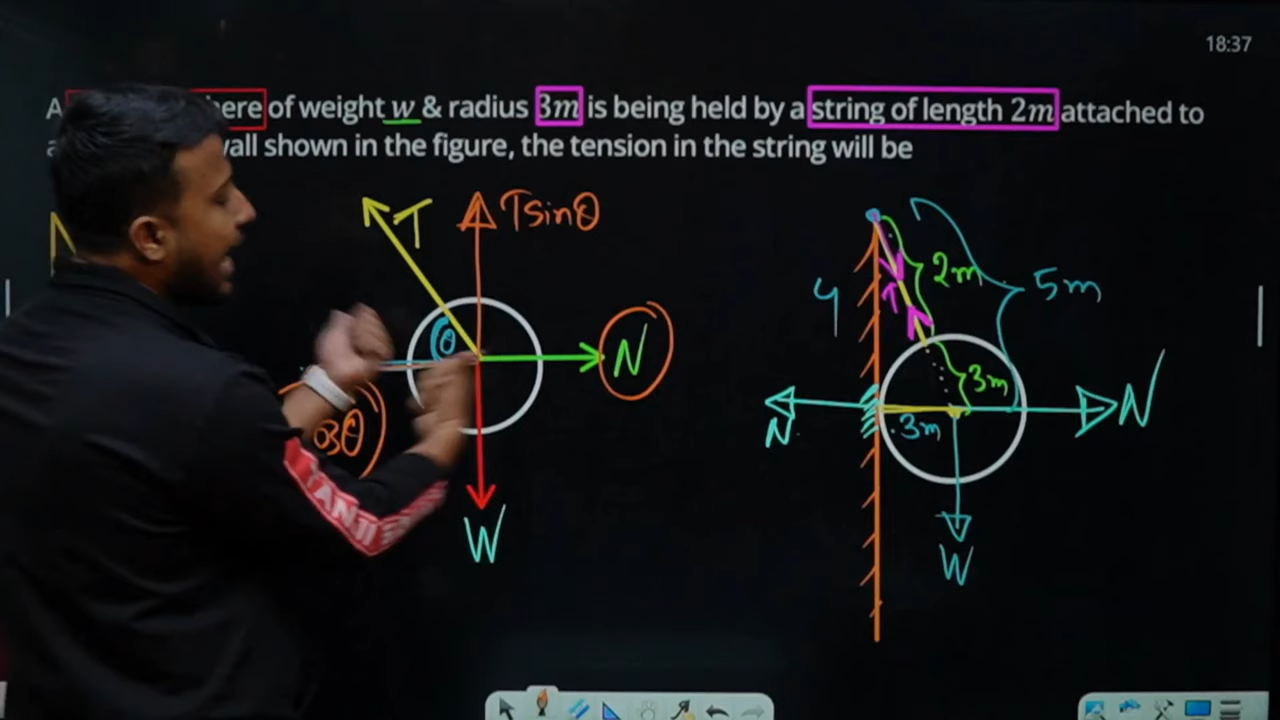 18:37
A here of weight w & radius 3m is being held by a string of length 2m attached to
wall shown in the figure, the tension in the string will be
T
Tsinθ
θ
N
W
4
2m
5m
T
3m
3m
N
N
W